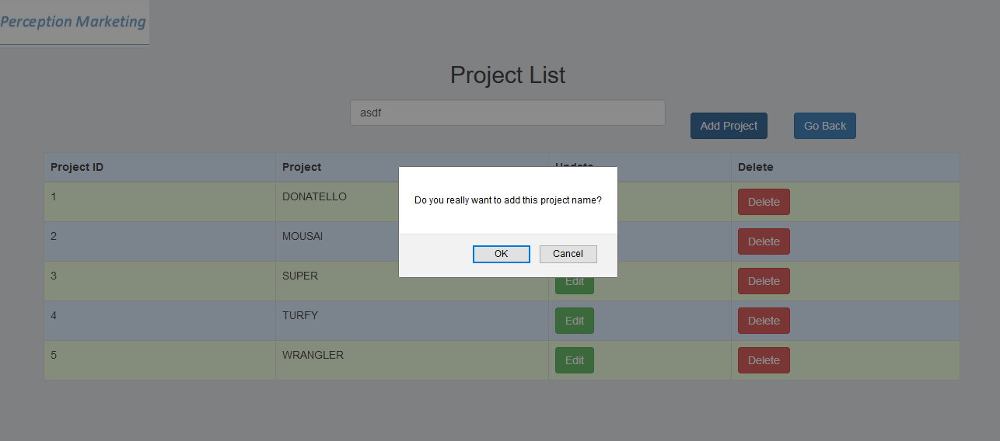 Perception Marketing
Project List
asdf
Add Project
Go Back
Project ID Project Update Delete
1 DONATELLO Delete
2 MOUSAI Delete
Do you really want to add this project name?
OK Cancel
3 SUPER Edit Delete
4 TURFY Edit Delete
5 WRANGLER Edit Delete